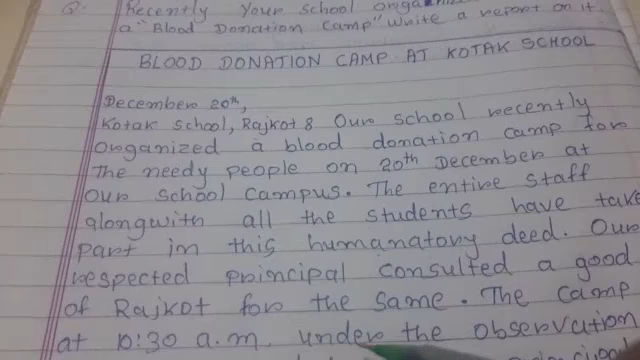 Q. Recently Your school organi
a "Blood Donation Camp" Write a report on it.
BLOOD DONATION CAMP AT KOTAK SCHOOL
December 20th,
Kotak School, Rajkot : Our school recently
organized a blood donation camp for
The needy people on 20th December at
Our school campus. The entire staff
alongwith all the students have take
part in this humanatory deed. Our
respected principal consulted a good
of Rajkot for the same. The camp
at 10:30 a.m. under the observation